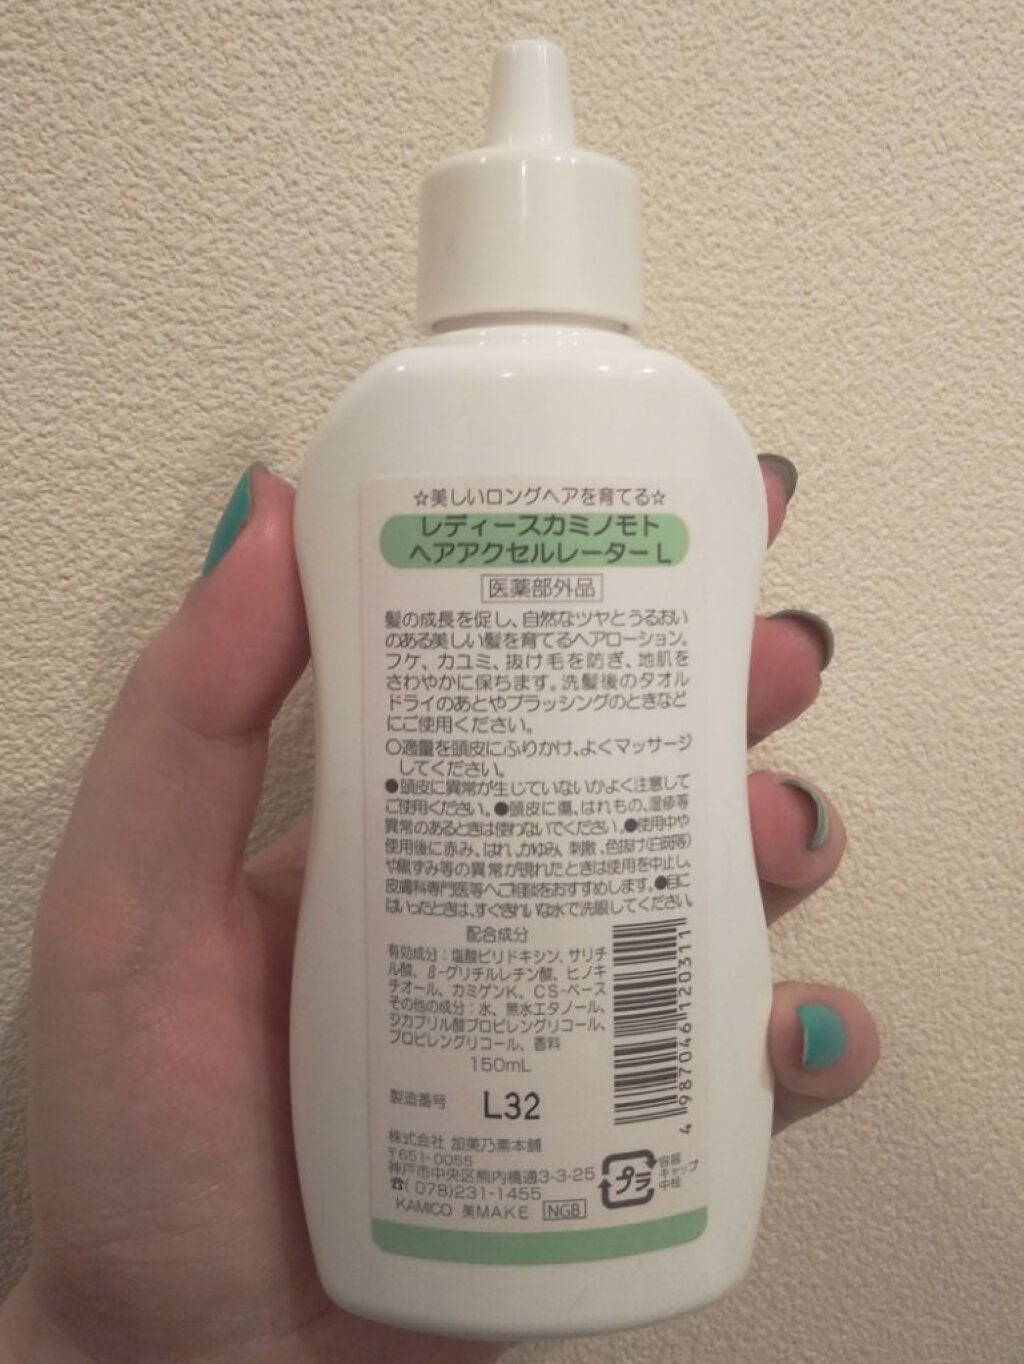 ☆美しいロングヘアを育てる☆
レディースカミノモト
ヘアアクセルレーターL
医薬部外品
髪の成長を促し、自然なツヤとうるおい
のある美しい髪を育てるヘアローション。
フケ、カユミ、抜け毛を防ぎ、地肌を
さわやかに保ちます。洗髪後のタオル
ドライのあとやブラッシングのときなど
にご使用ください。
○適量を頭皮にふりかけ、よくマッサージ
してください。
●頭皮に異常が生じていないかよく注意して
ご使用ください。●頭皮に傷、はれもの、湿疹等
異常のあるときは使わないでください。●使用中や
使用後に赤み、はれ、かゆみ、刺激、色抜け(白斑等)
や黒ずみ等の異常が現れたときは使用を中止し、
皮膚科専門医等へご相談をおすすめします。●目に
はいったときは、すぐきれいな水で洗眼してください。
配合成分
有効成分：塩酸ピリドキシン、サリチ
ル酸、β-グリチルレチン酸、ヒノキ
チオール、カミゲンK、CS-ベース
その他の成分：水、無水エタノール、
ジカプリル酸プロピレングリコール、
プロピレングリコール、香料
150mL
4 987046 120311
製造番号 L32
株式会社 加美乃素本舗
〒651-0055
神戸市中央区熊内橋通3-3-25
☎(078)231-1455
KAMICO 美MAKE NGB
プラ
容器
キャップ
中栓